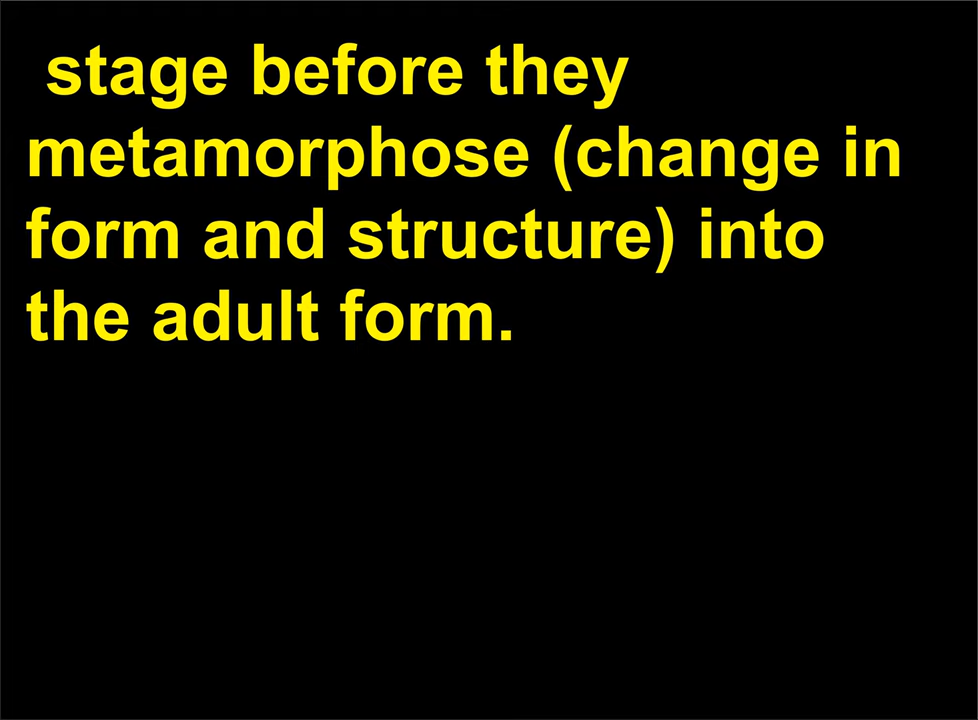 stage before they
metamorphose (change in
form and structure) into
the adult form.